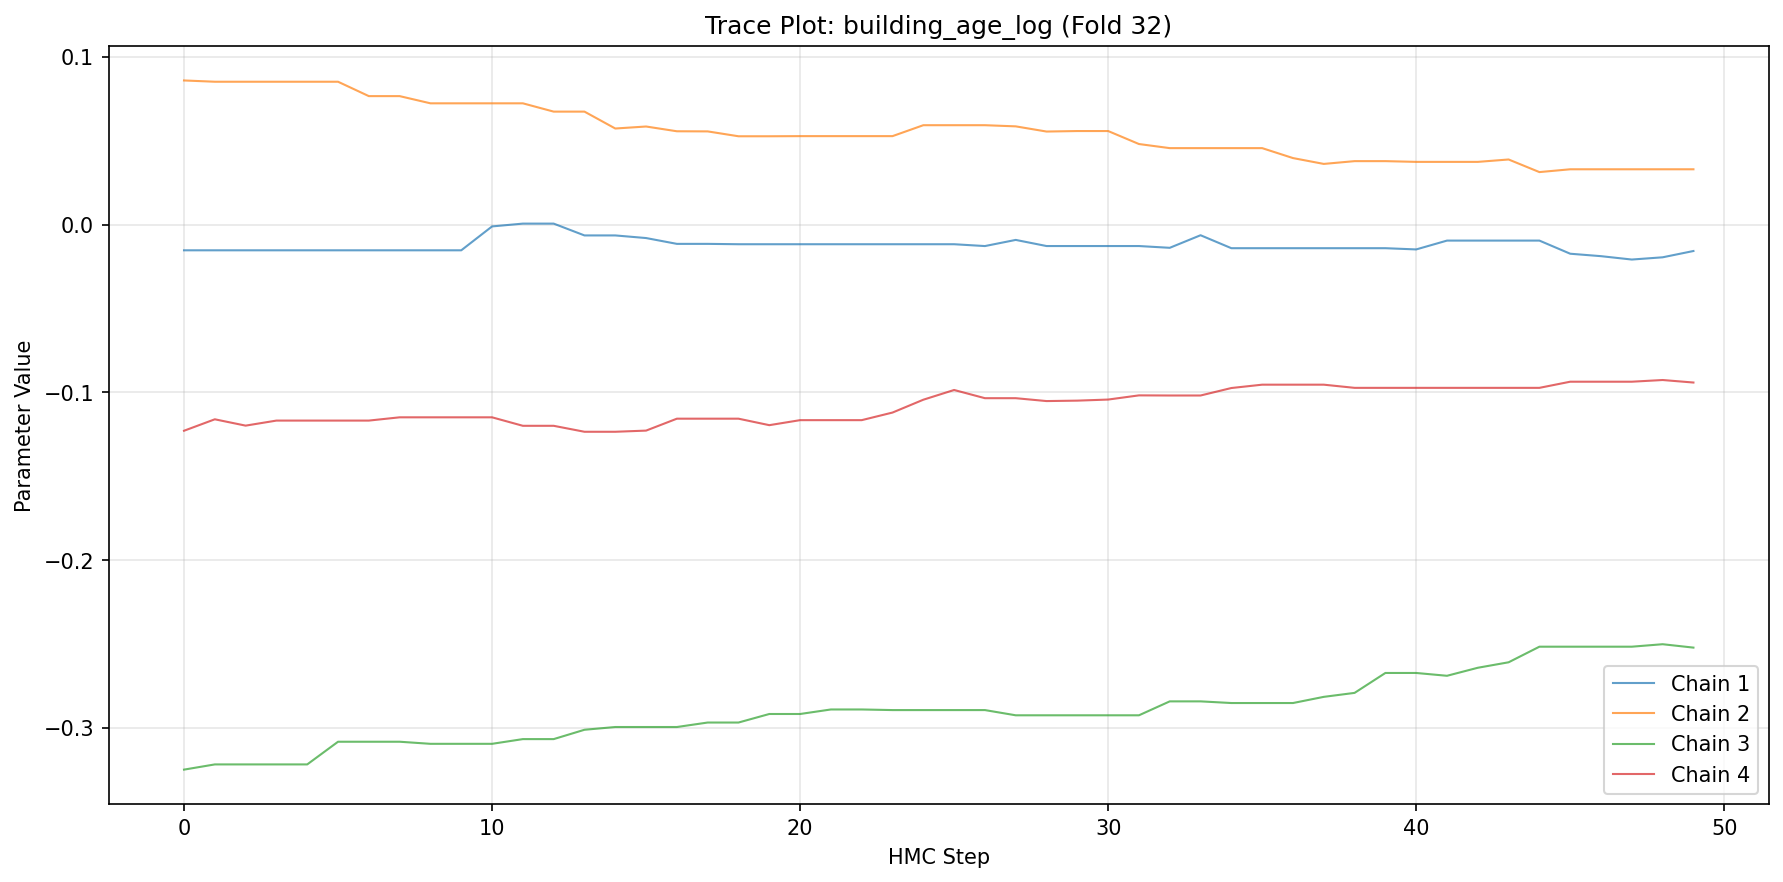 Trace Plot: building_age_log (Fold 32)
Parameter Value
0.1
0.0
−0.1
−0.2
−0.3
0 10 20 30 40 50
HMC Step
Chain 1
Chain 2
Chain 3
Chain 4